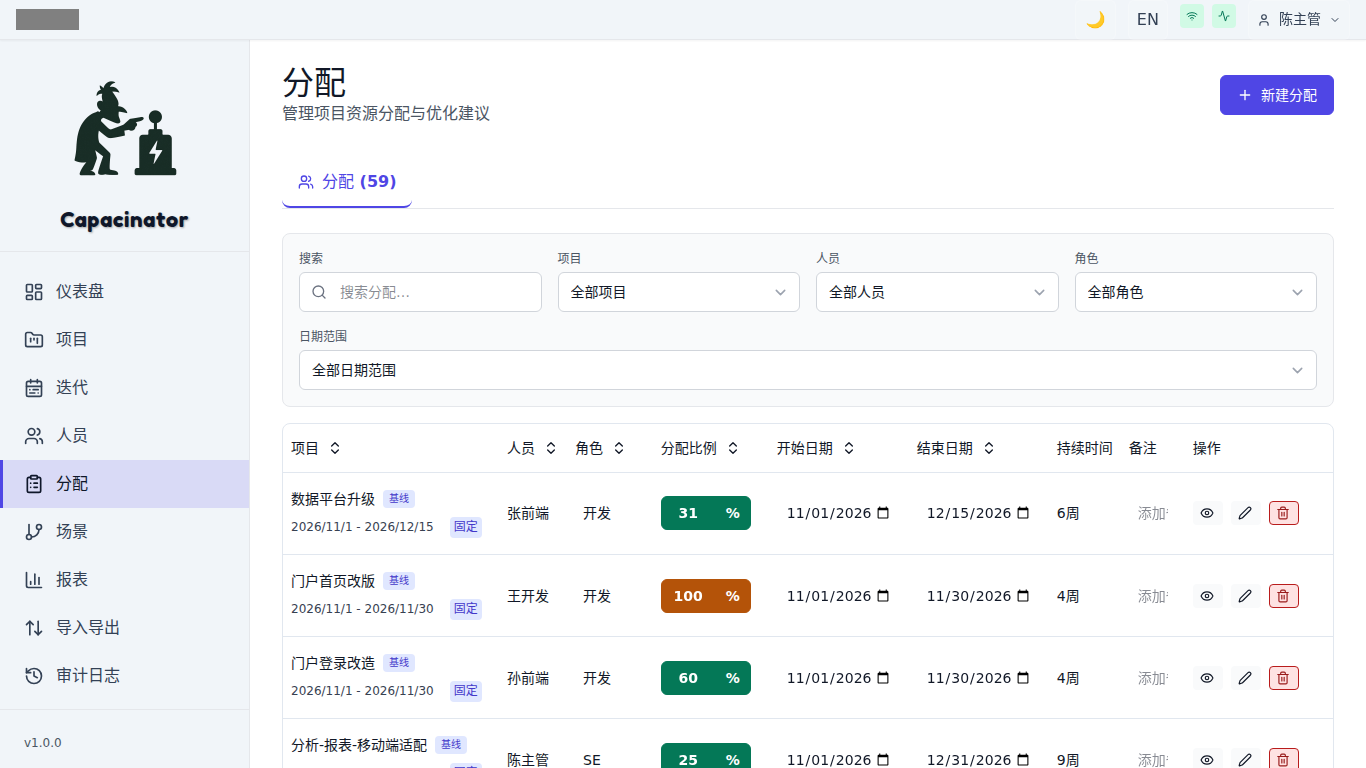 EN
陈主管
Capacinator
仪表盘
项目
迭代
人员
分配
场景
报表
导入导出
审计日志
v1.0.0
分配
管理项目资源分配与优化建议
新建分配
分配 (59)
搜索 项目 人员 角色
搜索分配... 全部项目 全部人员 全部角色
日期范围
全部日期范围
项目 人员 角色 分配比例 开始日期 结束日期 持续时间 备注 操作
数据平台升级 基线
2026/11/1 - 2026/12/15 固定 张前端 开发 31 % 11/01/2026 12/15/2026 6周 添加
门户首页改版 基线
2026/11/1 - 2026/11/30 固定 王开发 开发 100 % 11/01/2026 11/30/2026 4周 添加
门户登录改造 基线
2026/11/1 - 2026/11/30 固定 孙前端 开发 60 % 11/01/2026 11/30/2026 4周 添加
分析-报表-移动端适配 基线
陈主管 SE 25 % 11/01/2026 12/31/2026 9周 添加